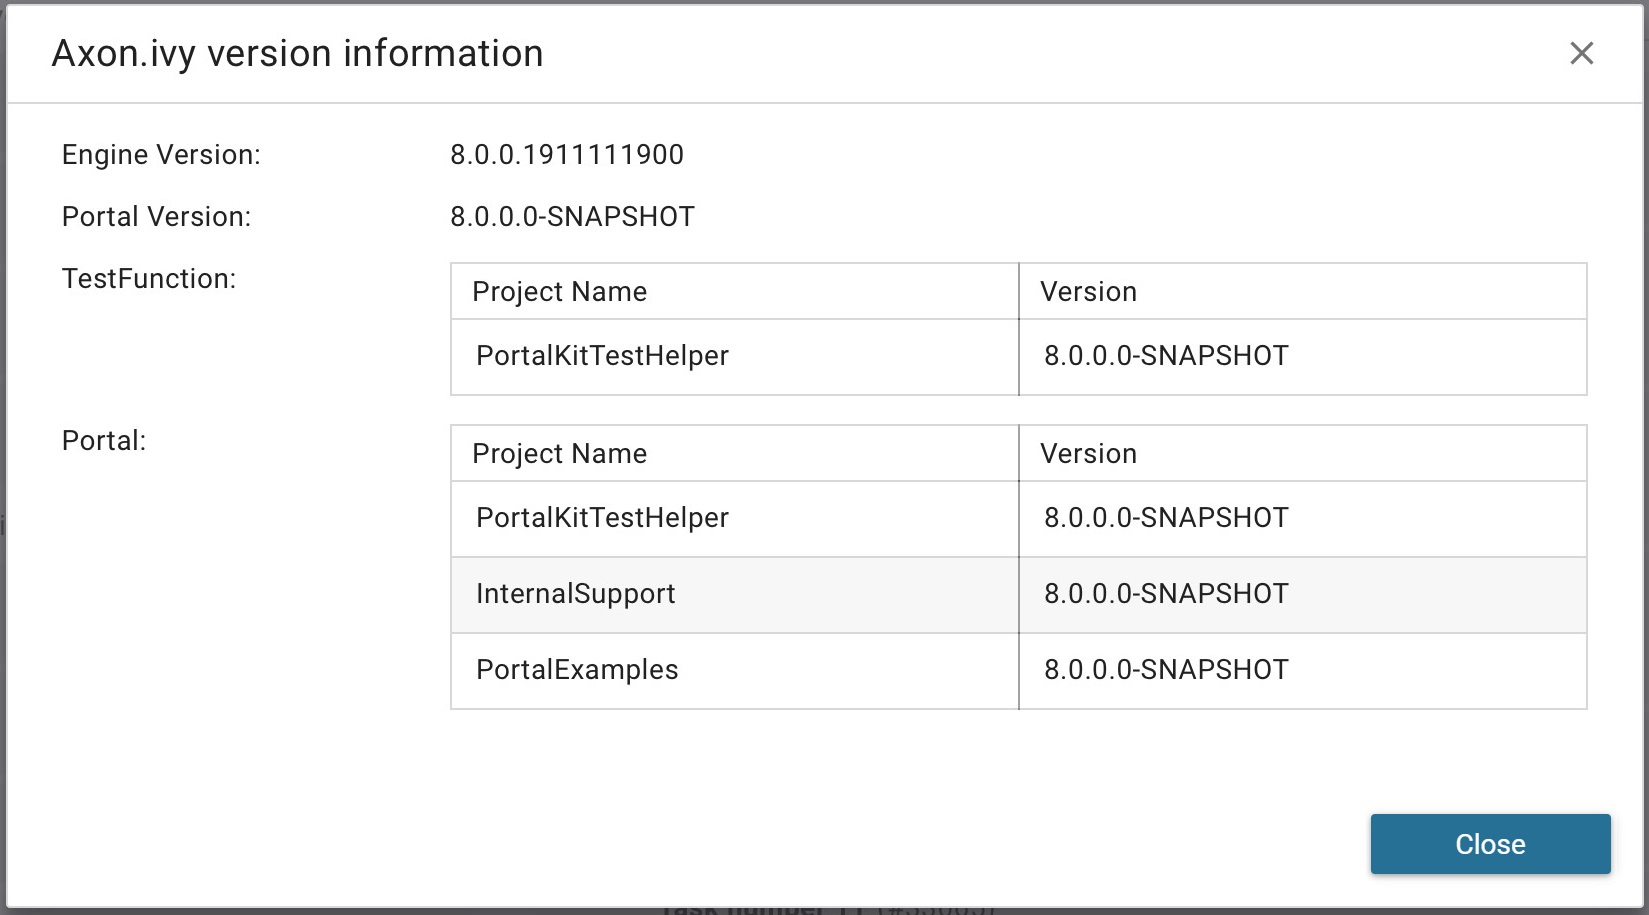 Axon.ivy version information
Engine Version: 8.0.0.1911111900
Portal Version: 8.0.0.0-SNAPSHOT
TestFunction:
Project Name Version
PortalKitTestHelper 8.0.0.0-SNAPSHOT
Portal:
Project Name Version
PortalKitTestHelper 8.0.0.0-SNAPSHOT
InternalSupport 8.0.0.0-SNAPSHOT
PortalExamples 8.0.0.0-SNAPSHOT
Close